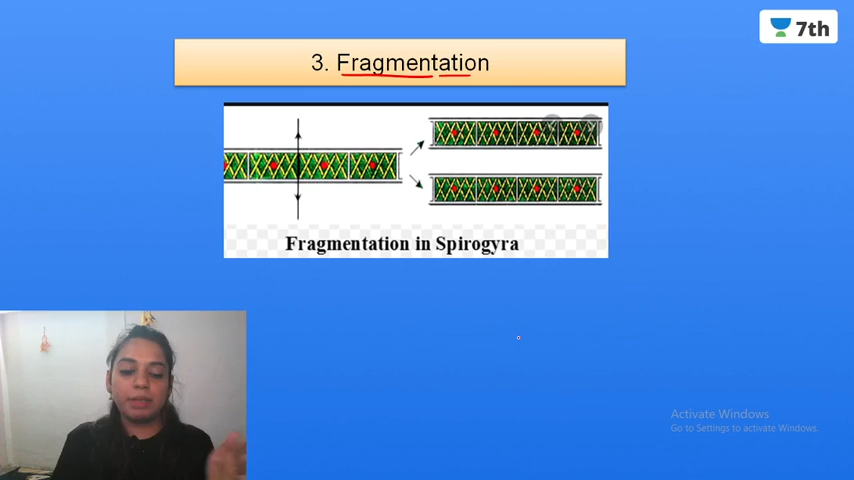 7th
3. Fragmentation
Fragmentation in Spirogyra
Activate Windows
Go to Settings to activate Windows.